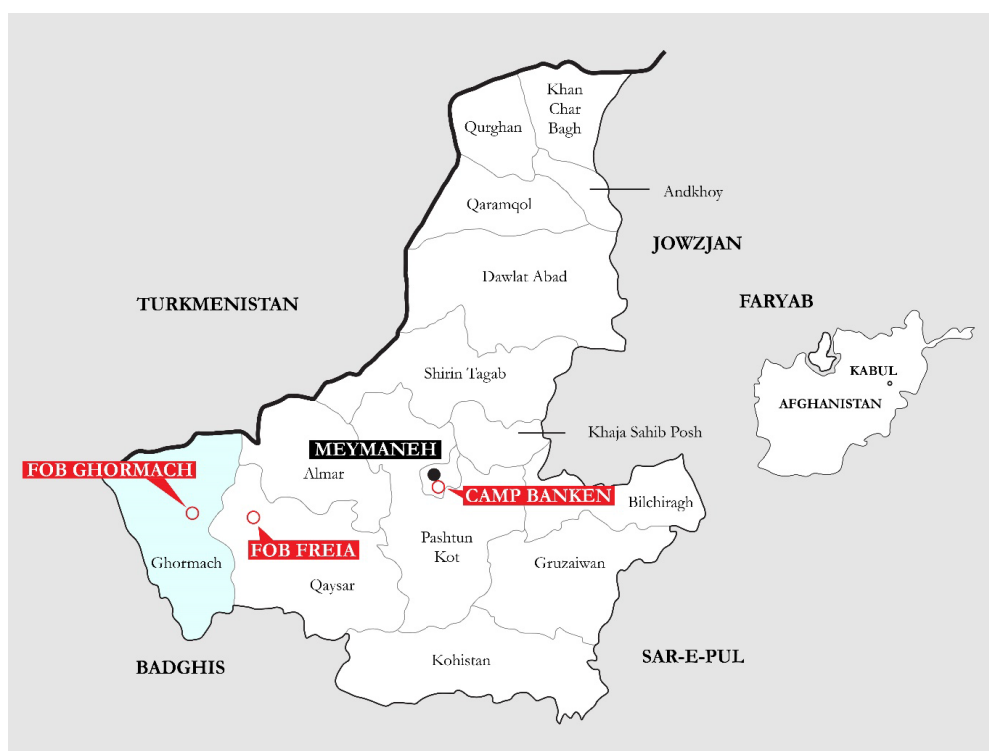 Khan
Char
Bagh
Qurghan
Andkhoy
Qaramqol
JOWZJAN
Dawlat Abad
TURKMENISTAN
FARYAB
KABUL
AFGHANISTAN
Shirin Tagab
Khaja Sahib Posh
MEYMANEH
FOB GHORMACH
Almar
CAMP BANKEN
Bilchiragh
Pashtun
Kot
FOB FREIA
Ghormach
Gruzaiwan
Qaysar
SAR-E-PUL
Kohistan
BADGHIS